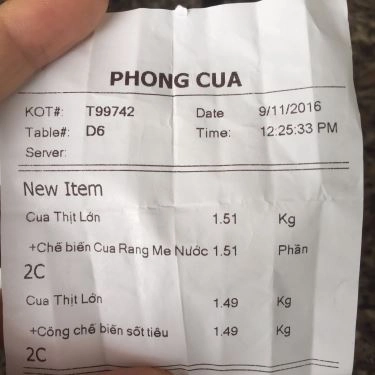 PHONG CUA
KOT#: T99742 Date 9/11/2016
Table#: D6 Time: 12:25:33 PM
Server:
New Item
Cua Thịt Lớn 1.51 Kg
+Chế biến Cua Rang Me Nước 1.51 Phần
2C
Cua Thịt Lớn 1.49 Kg
+Công chế biến sốt tiêu 1.49 Kg
2C